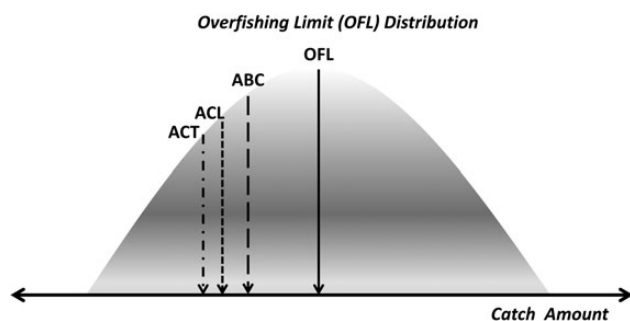 Overfishing Limit (OFL) Distribution
OFL
ABC
ACL
ACT
Catch Amount